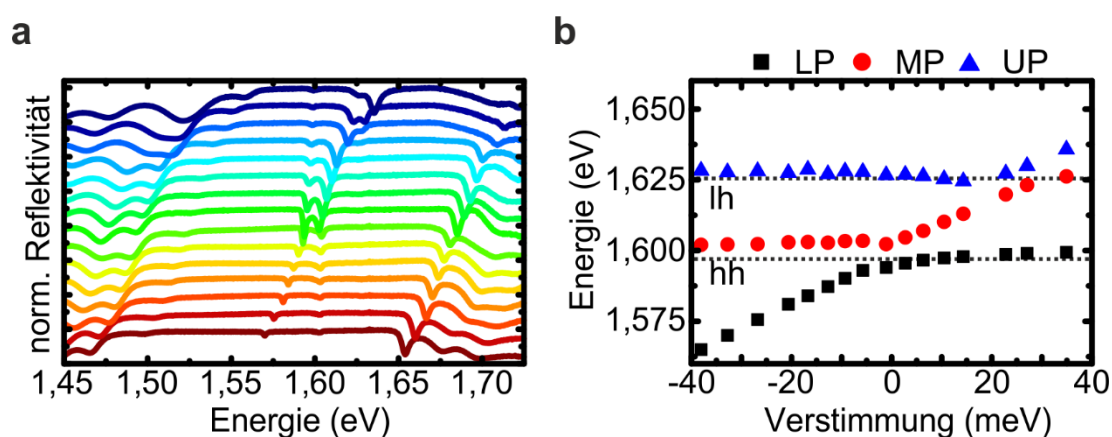 a
norm. Reflektivität
1,45 1,50 1,55 1,60 1,65 1,70
Energie (eV)
b
LP MP UP
Energie (eV)
1,650
1,625
1,600
1,575
lh
hh
-40 -20 0 20 40
Verstimmung (meV)